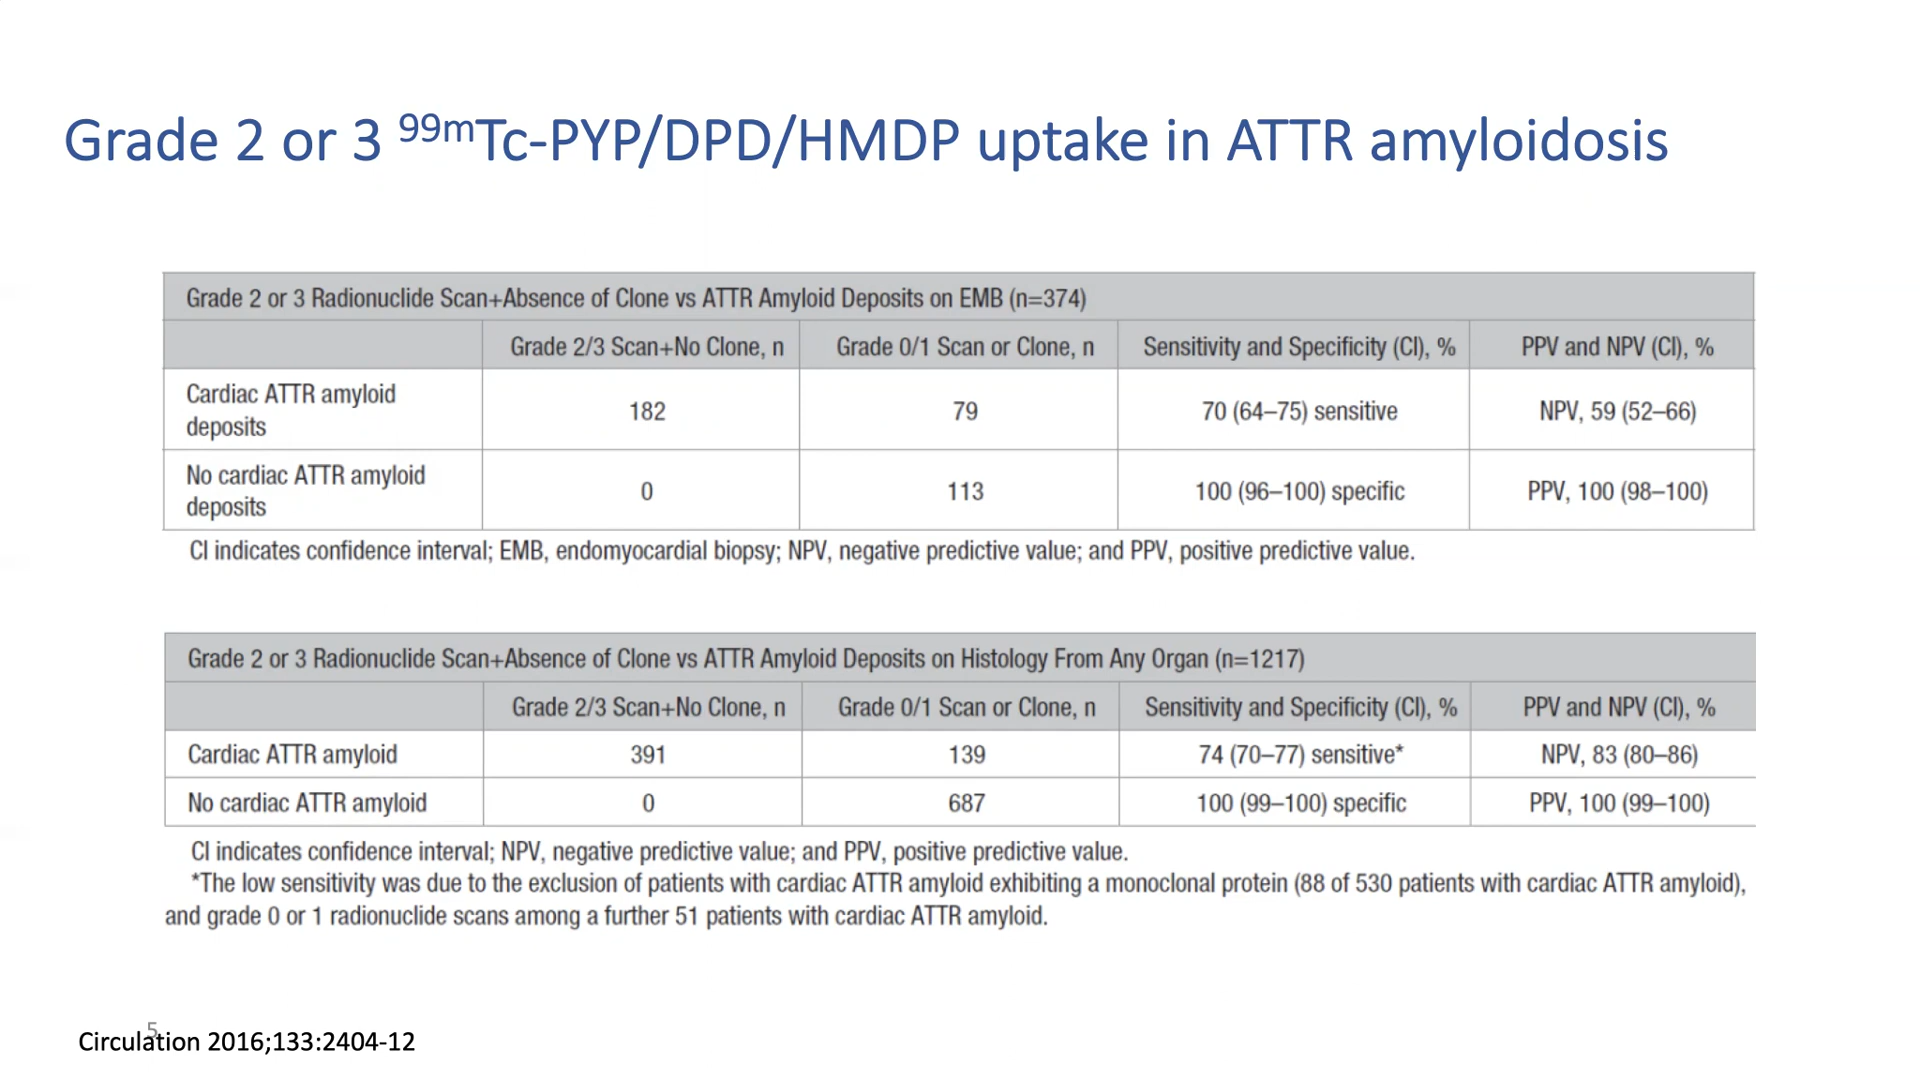 Grade 2 or 3 99mTc-PYP/DPD/HMDP uptake in ATTR amyloidosis
Grade 2 or 3 Radionuclide Scan+Absence of Clone vs ATTR Amyloid Deposits on EMB (n=374)
Grade 2/3 Scan+No Clone, n Grade 0/1 Scan or Clone, n Sensitivity and Specificity (CI), % PPV and NPV (CI), %
Cardiac ATTR amyloid
deposits 182 79 70 (64–75) sensitive NPV, 59 (52–66)
No cardiac ATTR amyloid
deposits 0 113 100 (96–100) specific PPV, 100 (98–100)
CI indicates confidence interval; EMB, endomyocardial biopsy; NPV, negative predictive value; and PPV, positive predictive value.
Grade 2 or 3 Radionuclide Scan+Absence of Clone vs ATTR Amyloid Deposits on Histology From Any Organ (n=1217)
Grade 2/3 Scan+No Clone, n Grade 0/1 Scan or Clone, n Sensitivity and Specificity (CI), % PPV and NPV (CI), %
Cardiac ATTR amyloid 391 139 74 (70–77) sensitive* NPV, 83 (80–86)
No cardiac ATTR amyloid 0 687 100 (99–100) specific PPV, 100 (99–100)
CI indicates confidence interval; NPV, negative predictive value; and PPV, positive predictive value.
*The low sensitivity was due to the exclusion of patients with cardiac ATTR amyloid exhibiting a monoclonal protein (88 of 530 patients with cardiac ATTR amyloid),
and grade 0 or 1 radionuclide scans among a further 51 patients with cardiac ATTR amyloid.
5
Circulation 2016;133:2404-12